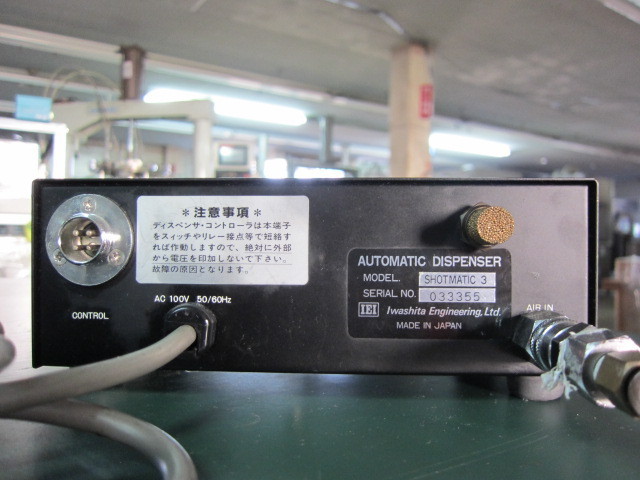 ＊注意事項＊
ディスペンサ・コントローラは本端子
をスイッチやリレー接点等で短絡す
れば作動しますので、絶対に外部
から電圧を印加しないで下さい。
故障の原因となります。
CONTROL
AC 100V 50/60Hz
AUTOMATIC DISPENSER
MODEL. SHOTMATIC 3
SERIAL NO. 033355
IEI Iwashita Engineering, Ltd.
MADE IN JAPAN
AIR IN